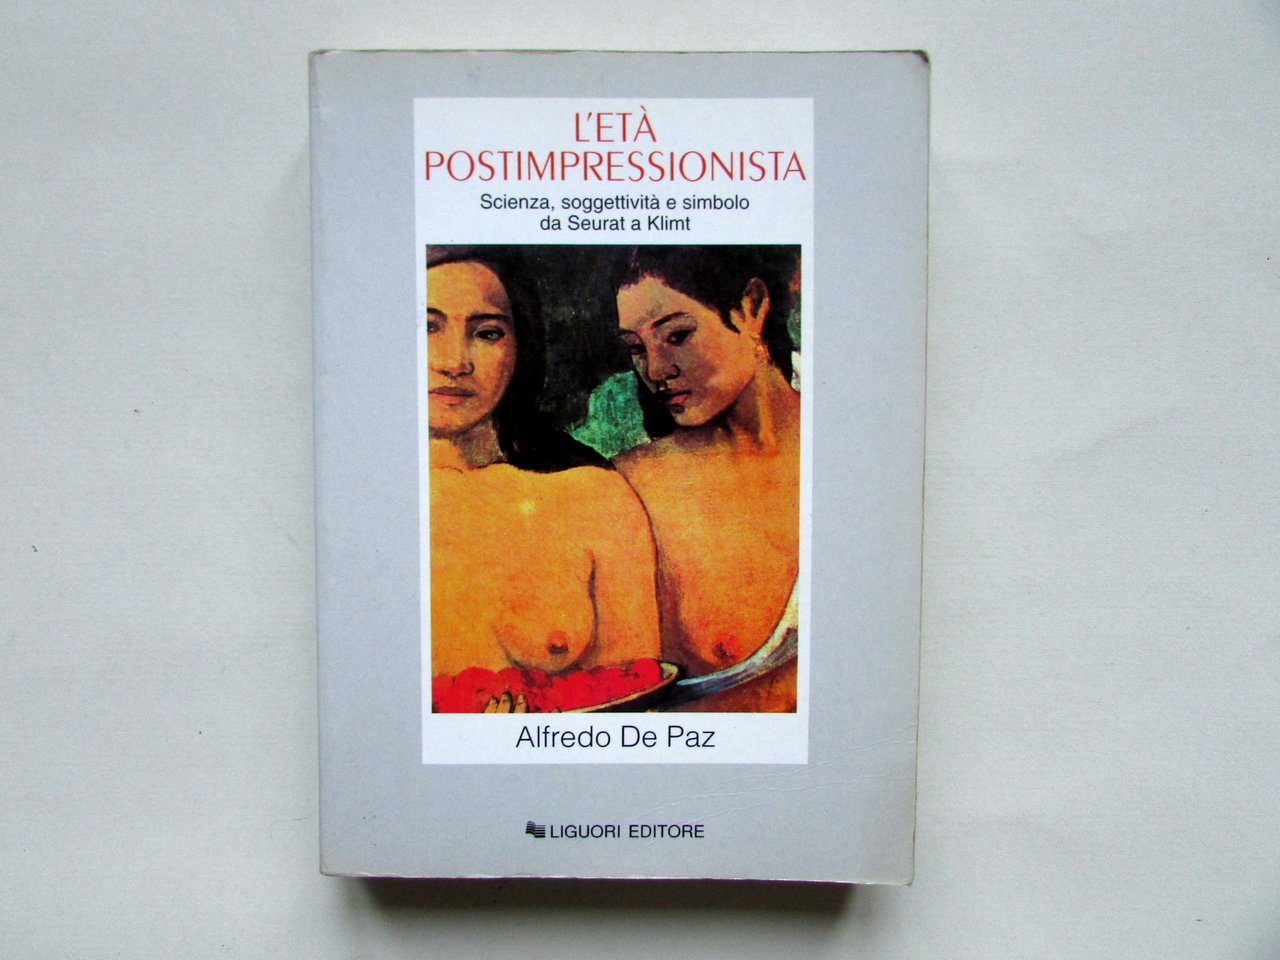 L'ETÀ
POSTIMPRESSIONISTA
Scienza, soggettività e simbolo
da Seurat a Klimt
Alfredo De Paz
LIGUORI EDITORE